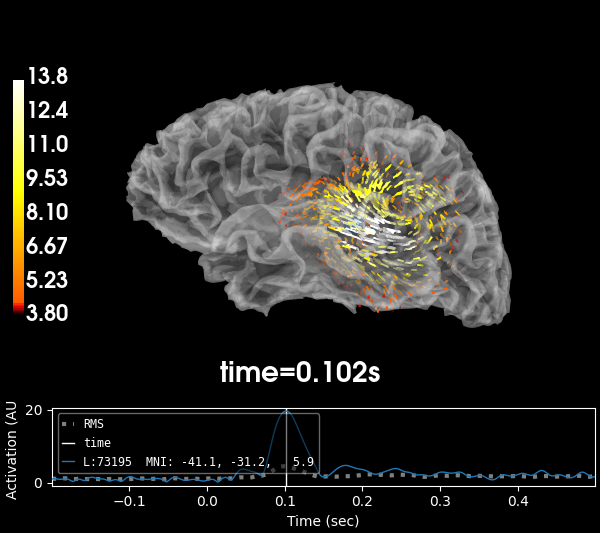 13.8
12.4
11.0
9.53
8.10
6.67
5.23
3.80
time=0.102s
20
0
Activation (AU
RMS
time
L:73195 MNI: -41.1, -31.2, 5.9
−0.1
0.0
0.1
0.2
0.3
0.4
Time (sec)